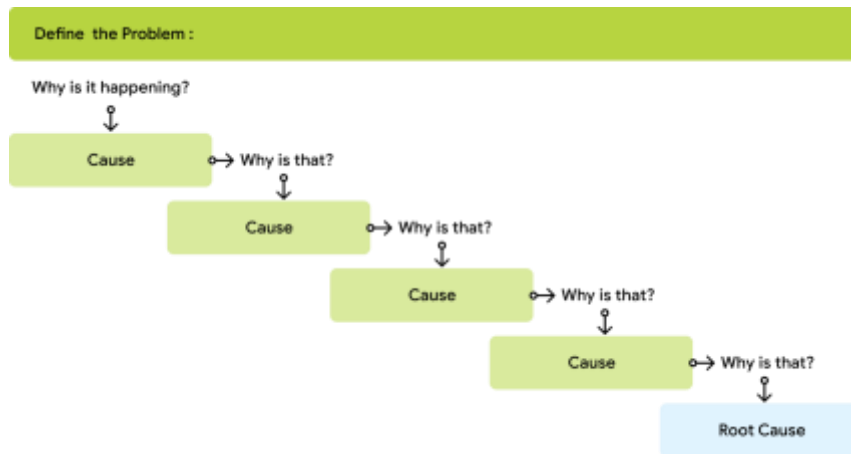 Define the Problem :
Why is it happening?
Cause
Why is that?
Cause
Why is that?
Cause
Why is that?
Cause
Why is that?
Root Cause